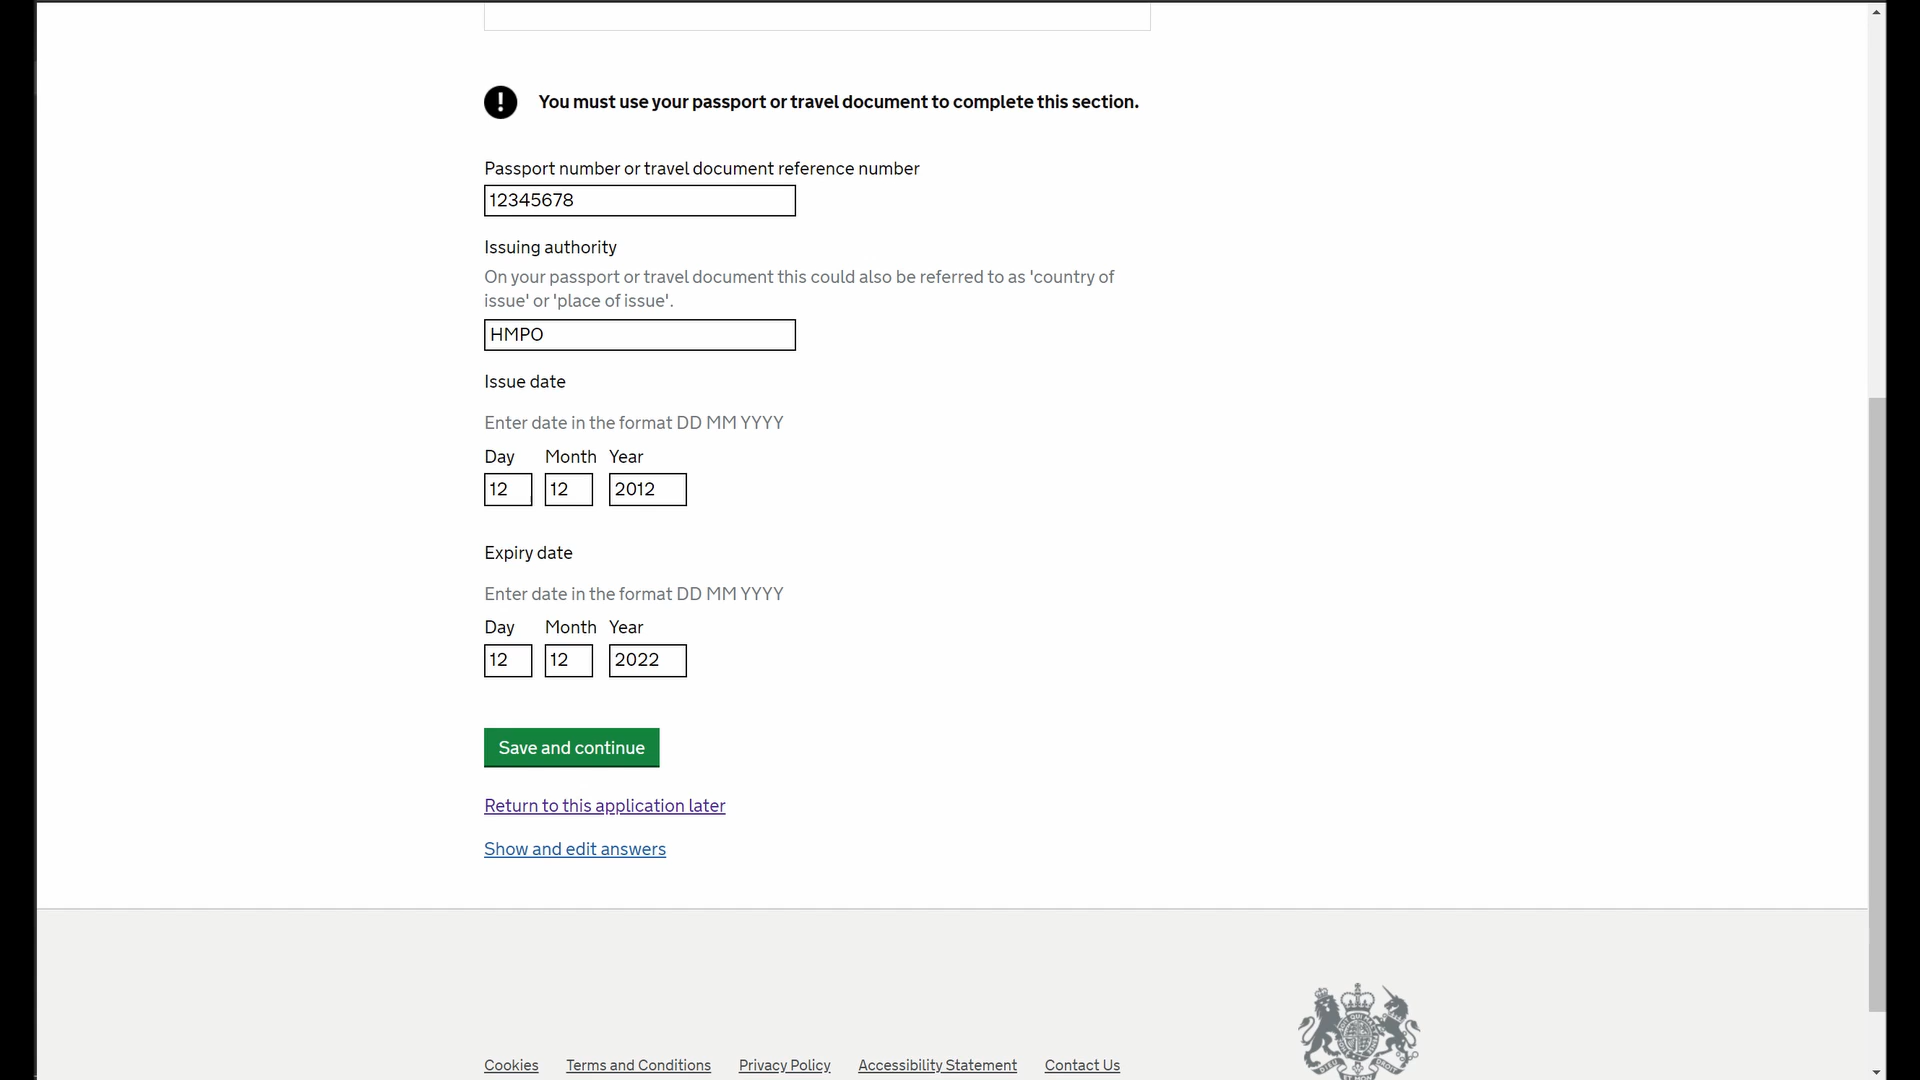 You must use your passport or travel document to complete this section.
Passport number or travel document reference number
12345678
Issuing authority
On your passport or travel document this could also be referred to as 'country of
issue' or 'place of issue'.
HMPO
Issue date
Enter date in the format DD MM YYYY
Day Month Year
12 12 2012
Expiry date
Enter date in the format DD MM YYYY
Day Month Year
12 12 2022
Save and continue
Return to this application later
Show and edit answers
Cookies Terms and Conditions Privacy Policy Accessibility Statement Contact Us